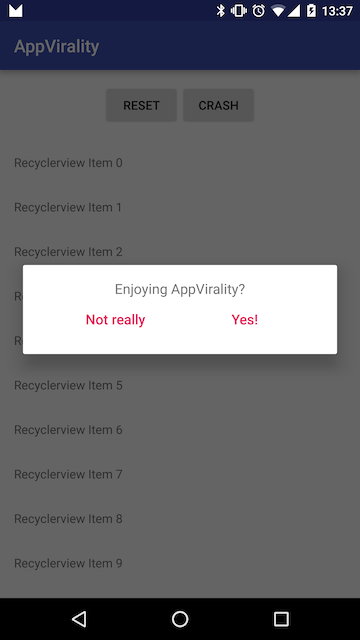 13:37
AppVirality
RESET CRASH
Recyclerview Item 0
Recyclerview Item 1
Recyclerview Item 2
Enjoying AppVirality?
Not really Yes!
Recyclerview Item 5
Recyclerview Item 6
Recyclerview Item 7
Recyclerview Item 8
Recyclerview Item 9